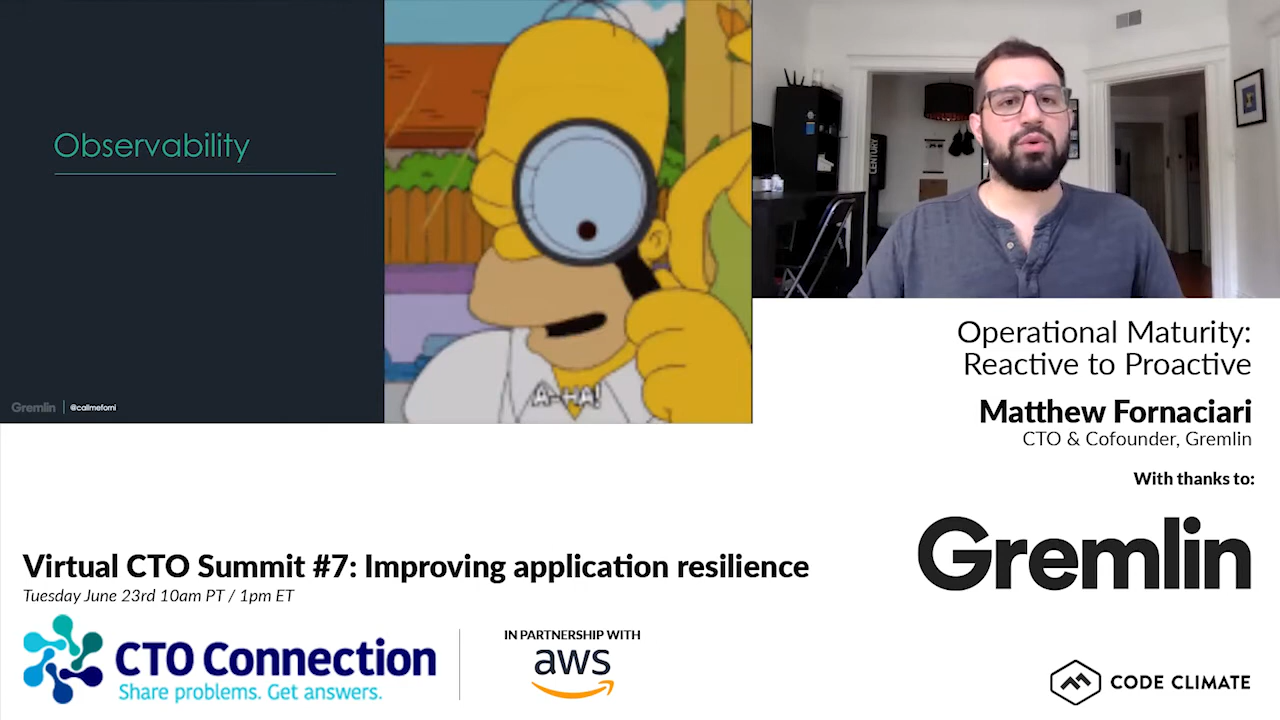 Observability
A-HA!
Gremlin
@callmeforni
CENTURY
Operational Maturity:
Reactive to Proactive
Matthew Fornaciari
CTO & Cofounder, Gremlin
With thanks to:
Gremlin
Virtual CTO Summit #7: Improving application resilience
Tuesday June 23rd 10am PT / 1pm ET
CTO Connection
Share problems. Get answers.
IN PARTNERSHIP WITH
aws
CODE CLIMATE